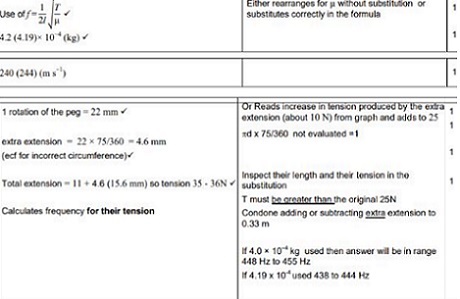 Use of f = 1/2l √T/μ ✓
Either rearranges for μ without substitution or
substitutes correctly in the formula
1
4.2 (4.19)× 10⁻⁴ (kg) ✓
1
240 (244) (m s⁻¹)
1
1 rotation of the peg = 22 mm ✓
extra extension = 22 × 75/360 = 4.6 mm
(ecf for incorrect circumference)✓
Total extension = 11 + 4.6 (15.6 mm) so tension 35 - 36N ✓
Calculates frequency for their tension
Or Reads increase in tension produced by the extra
extension (about 10 N) from graph and adds to 25
πd x 75/360 not evaluated =1
Inspect their length and their tension in the
substitution
T must be greater than the original 25N
Condone adding or subtracting extra extension to
0.33 m
If 4.0 × 10⁻⁴ kg used then answer will be in range
448 Hz to 455 Hz
If 4.19 x 10⁻⁴ used 438 to 444 Hz
1
1
1
1